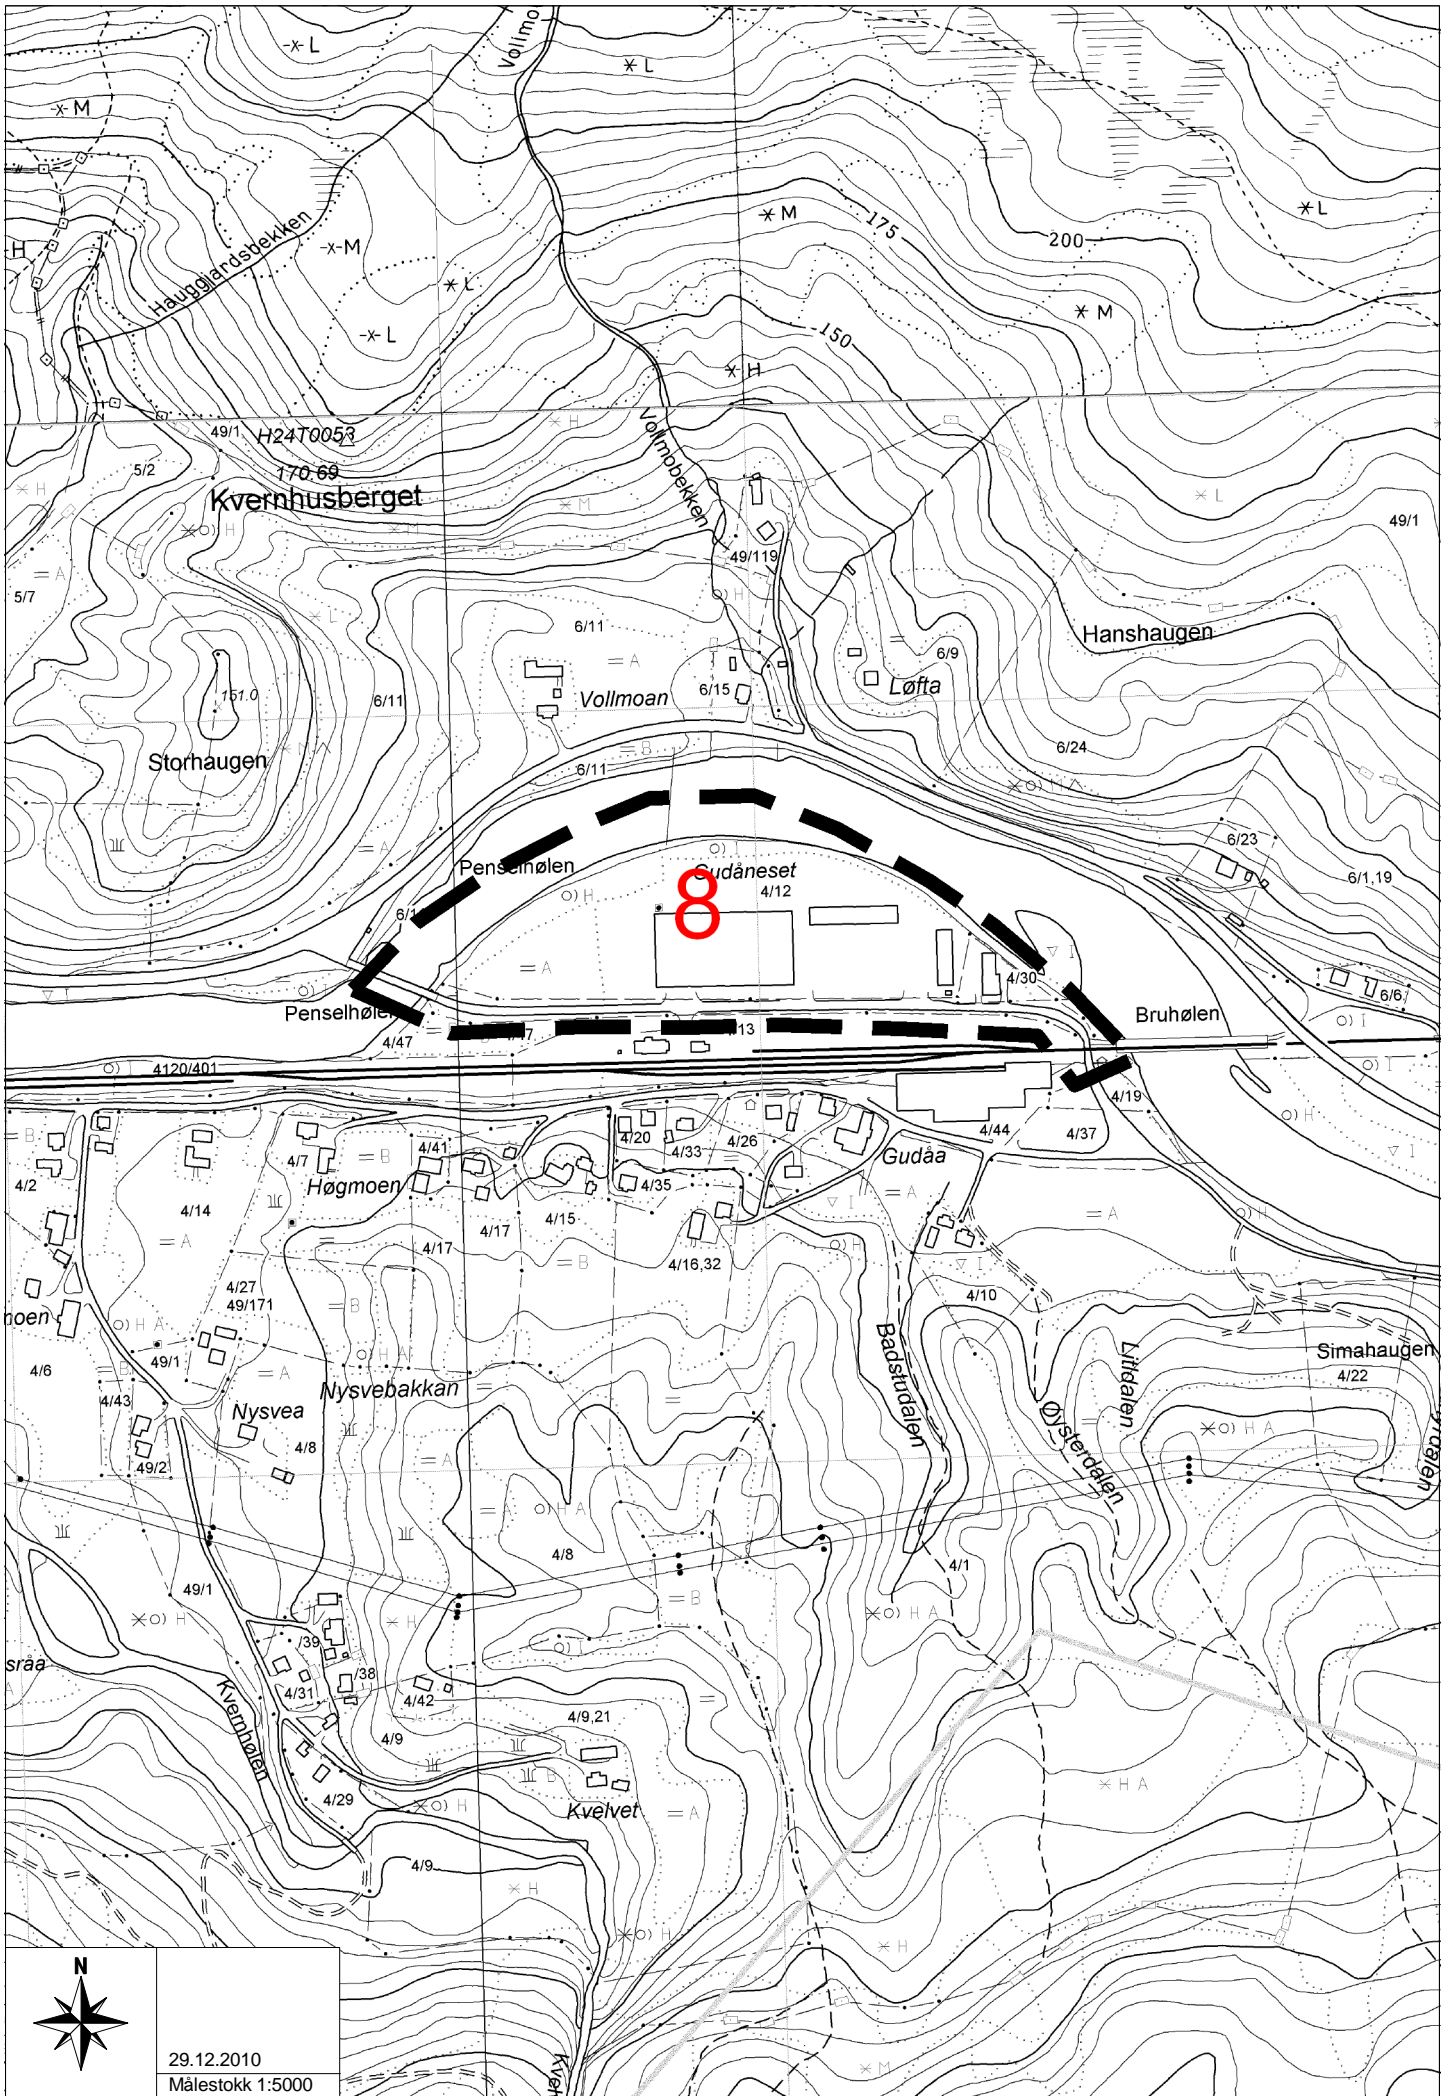 L
L
M
M
L
M
175
200
L
H
M
L
150
M
L
H
Hauggjardsbekken
49/1
H24T0053
170.69
Kvernhusberget
5/2
H
H
M
M
L
49/1
Vollmobekken
49/119
5/7
A
L
H
6/11
A
Hanshaugen
6/9
6/15
Løfta
Vollmoan
6/11
151.0
Storhaugen
B
6/11
6/24
A
Penselhølen
Gudåneset
4/12
8
6/23
6/1,19
H
A
4/30
6/6
Penselhølen
Bruhølen
4/47
4120/401
4/19
4/44
4/37
B
4/2
4/7
B
4/41
4/20
4/33
4/26
Gudåa
Høgmoen
4/35
4/14
A
4/17
4/17
4/15
4/16,32
B
A
A
H
H
4/27
49/171
B
4/10
4/6
49/1
H A
B
A
Badstudalen
Litldalen
Simahaugen
4/22
4/43
Nysvebakkan
Nysvea
Øysterdalen
H A
4/8
49/2
A
A
H A
4/8
4/1
49/1
H
B
H A
/39
/38
4/31
4/42
4/9
4/9,21
Kvernhølen
4/29
H
B
Kvelvet
A
H A
4/9
H
H
H
M
N
29.12.2010
Målestokk 1:5000